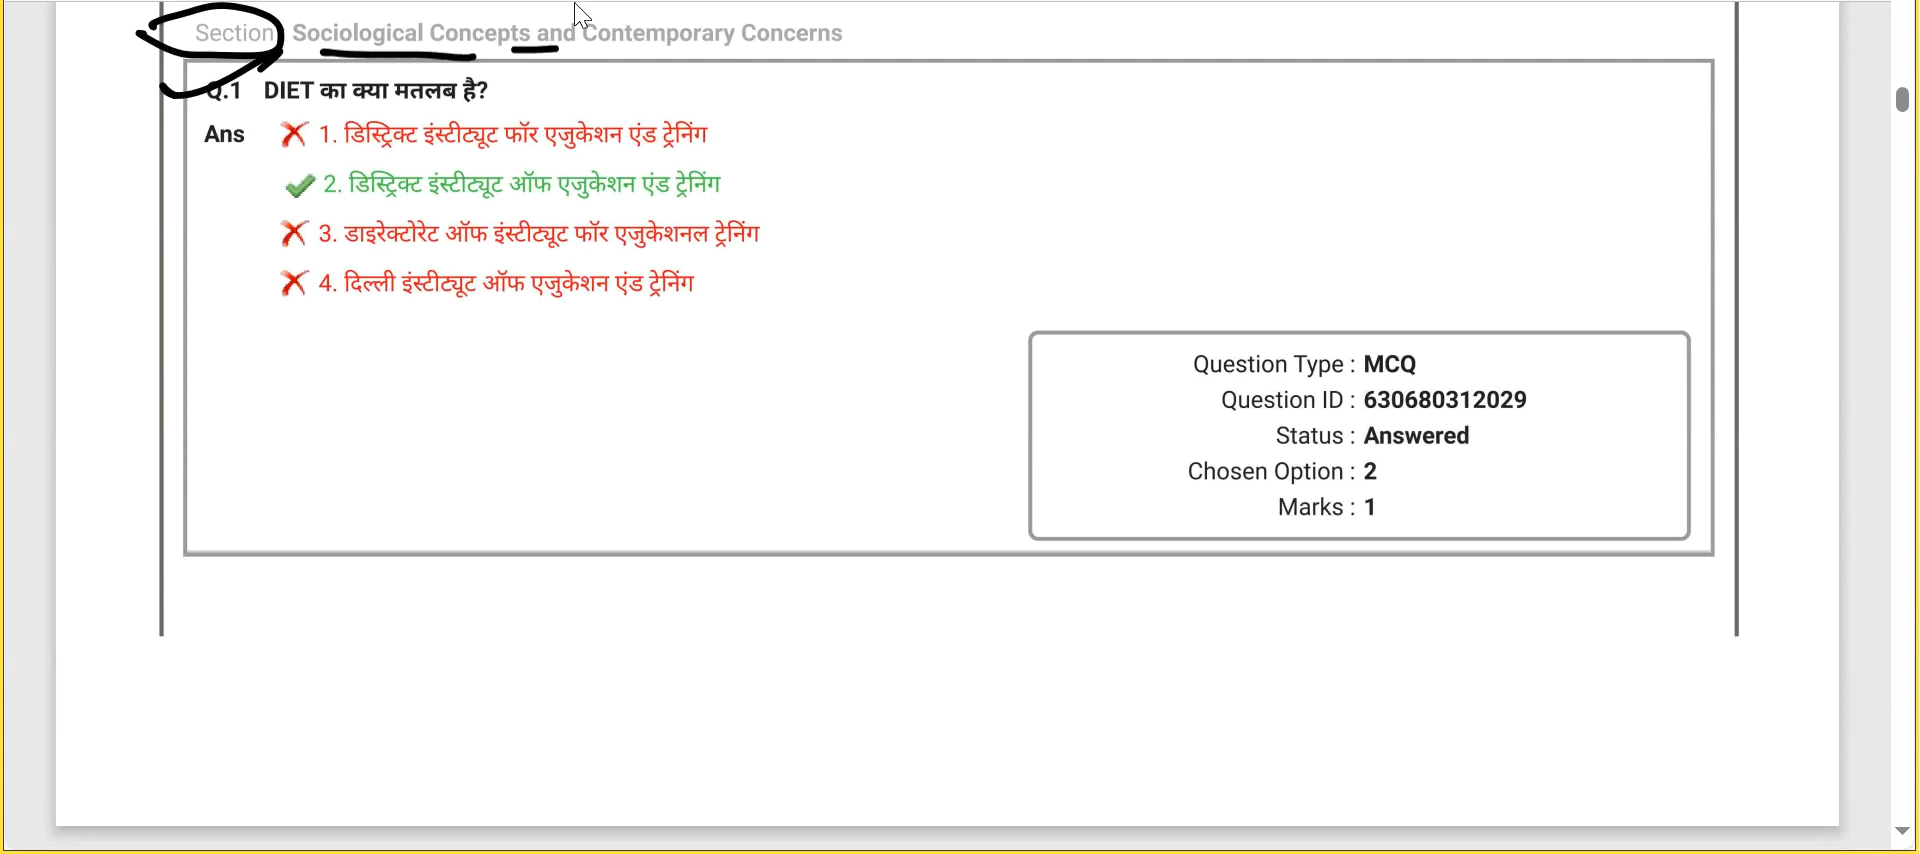 Section Sociological Concepts and Contemporary Concerns
Q.1 DIET का क्या मतलब है?
Ans 1. डिस्ट्रिक्ट इंस्टीट्यूट फॉर एजुकेशन एंड ट्रेनिंग
2. डिस्ट्रिक्ट इंस्टीट्यूट ऑफ एजुकेशन एंड ट्रेनिंग
3. डाइरेक्टोरेट ऑफ इंस्टीट्यूट फॉर एजुकेशनल ट्रेनिंग
4. दिल्ली इंस्टीट्यूट ऑफ एजुकेशन एंड ट्रेनिंग
Question Type : MCQ
Question ID : 630680312029
Status : Answered
Chosen Option : 2
Marks : 1